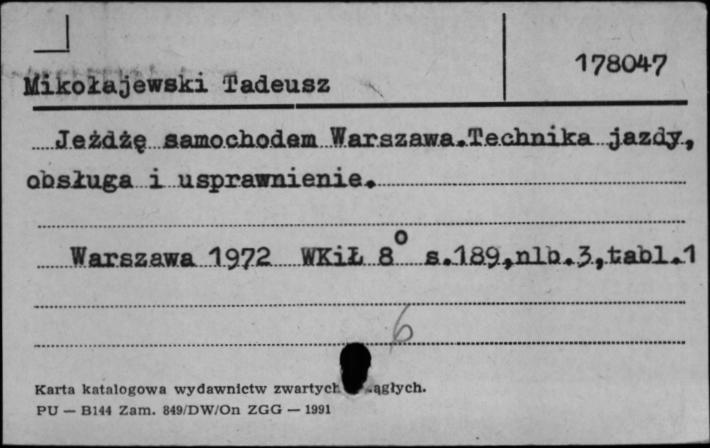 178047
Mikołajewski Tadeusz
Jeżdżę samochodem Warszawa.Technika jazdy,
obsługa i usprawnienie.
Warszawa 1972 WKiŁ 8° s.189,nlb.3,tabl.1
6
Karta katalogowa wydawnictw zwartych
PU — B144 Zam. 849/DW/On ZGG — 1991